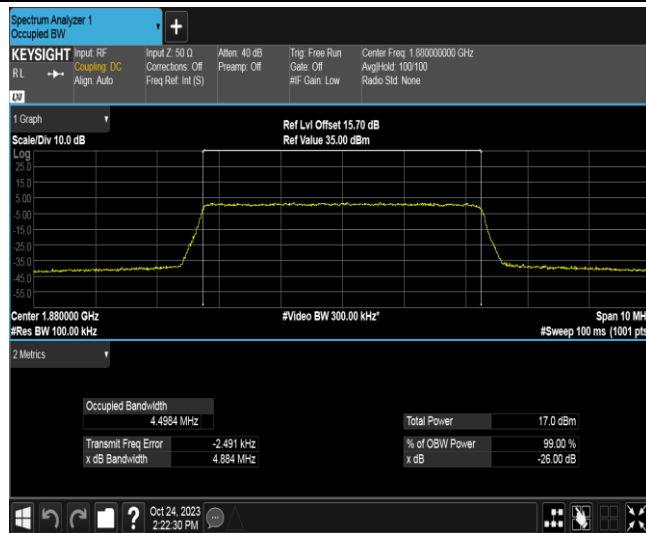 Spectrum Analyzer 1
Occupied BW
+
KEYSIGHT Input: RF Input Z: 50 Ω Atten: 40 dB Trig: Free Run Center Freq: 1.880000000 GHz
Coupling: DC Corrections: Off Preamp: Off Gate: Off Avg|Hold: 100/100
RL Align: Auto Freq Ref: Int (S) #IF Gain: Low Radio Std: None
LXI
1 Graph
Ref Lvl Offset 15.70 dB
Scale/Div 10.0 dB Ref Value 35.00 dBm
Log
25.0
15.0
5.00
-5.00
-15.0
-25.0
-35.0
-45.0
-55.0
Center 1.880000 GHz #Video BW 300.00 kHz* Span 10 MH
#Res BW 100.00 kHz #Sweep 100 ms (1001 pts
2 Metrics
Occupied Bandwidth
4.4984 MHz Total Power 17.0 dBm
Transmit Freq Error -2.491 kHz % of OBW Power 99.00 %
x dB Bandwidth 4.884 MHz x dB -26.00 dB
? Oct 24, 2023
2:22:30 PM